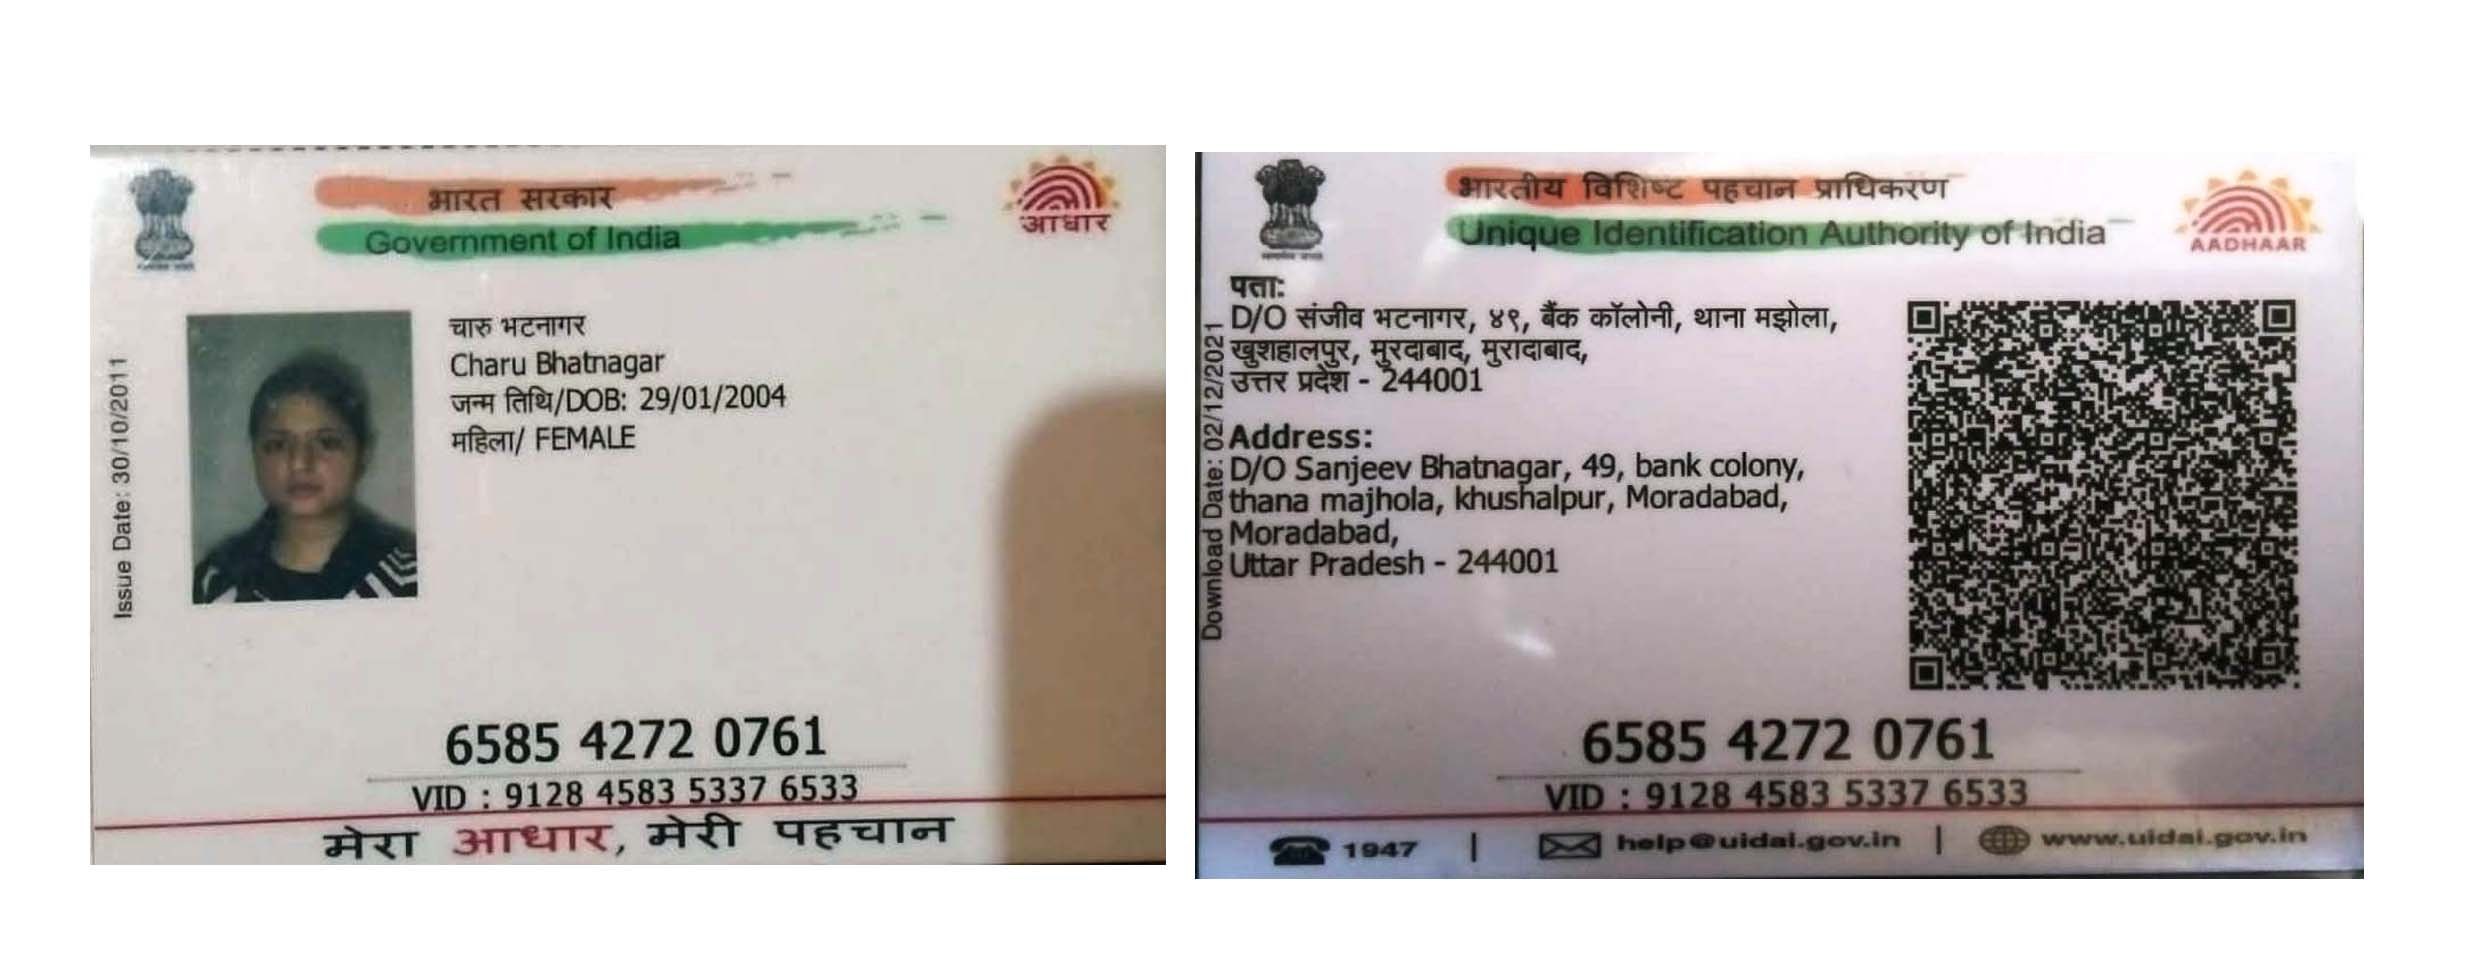 भारत सरकार
Government of India
आधार
Issue Date: 30/10/2011
चारु भटनागर
Charu Bhatnagar
जन्म तिथि/DOB: 29/01/2004
महिला/ FEMALE
6585 4272 0761
VID : 9128 4583 5337 6533
मेरा आधार, मेरी पहचान
भारतीय विशिष्ट पहचान प्राधिकरण
Unique Identification Authority of India
AADHAAR
Download Date: 02/12/2021
पता:
D/O संजीव भटनागर, ४९, बैंक कॉलोनी, थाना मझोला,
खुशहालपुर, मुरदाबाद, मुरादाबाद,
उत्तर प्रदेश - 244001
Address:
D/O Sanjeev Bhatnagar, 49, bank colony,
thana majhola, khushalpur, Moradabad,
Moradabad,
Uttar Pradesh - 244001
6585 4272 0761
VID : 9128 4583 5337 6533
1947 | help@uidai.gov.in | www.uidai.gov.in